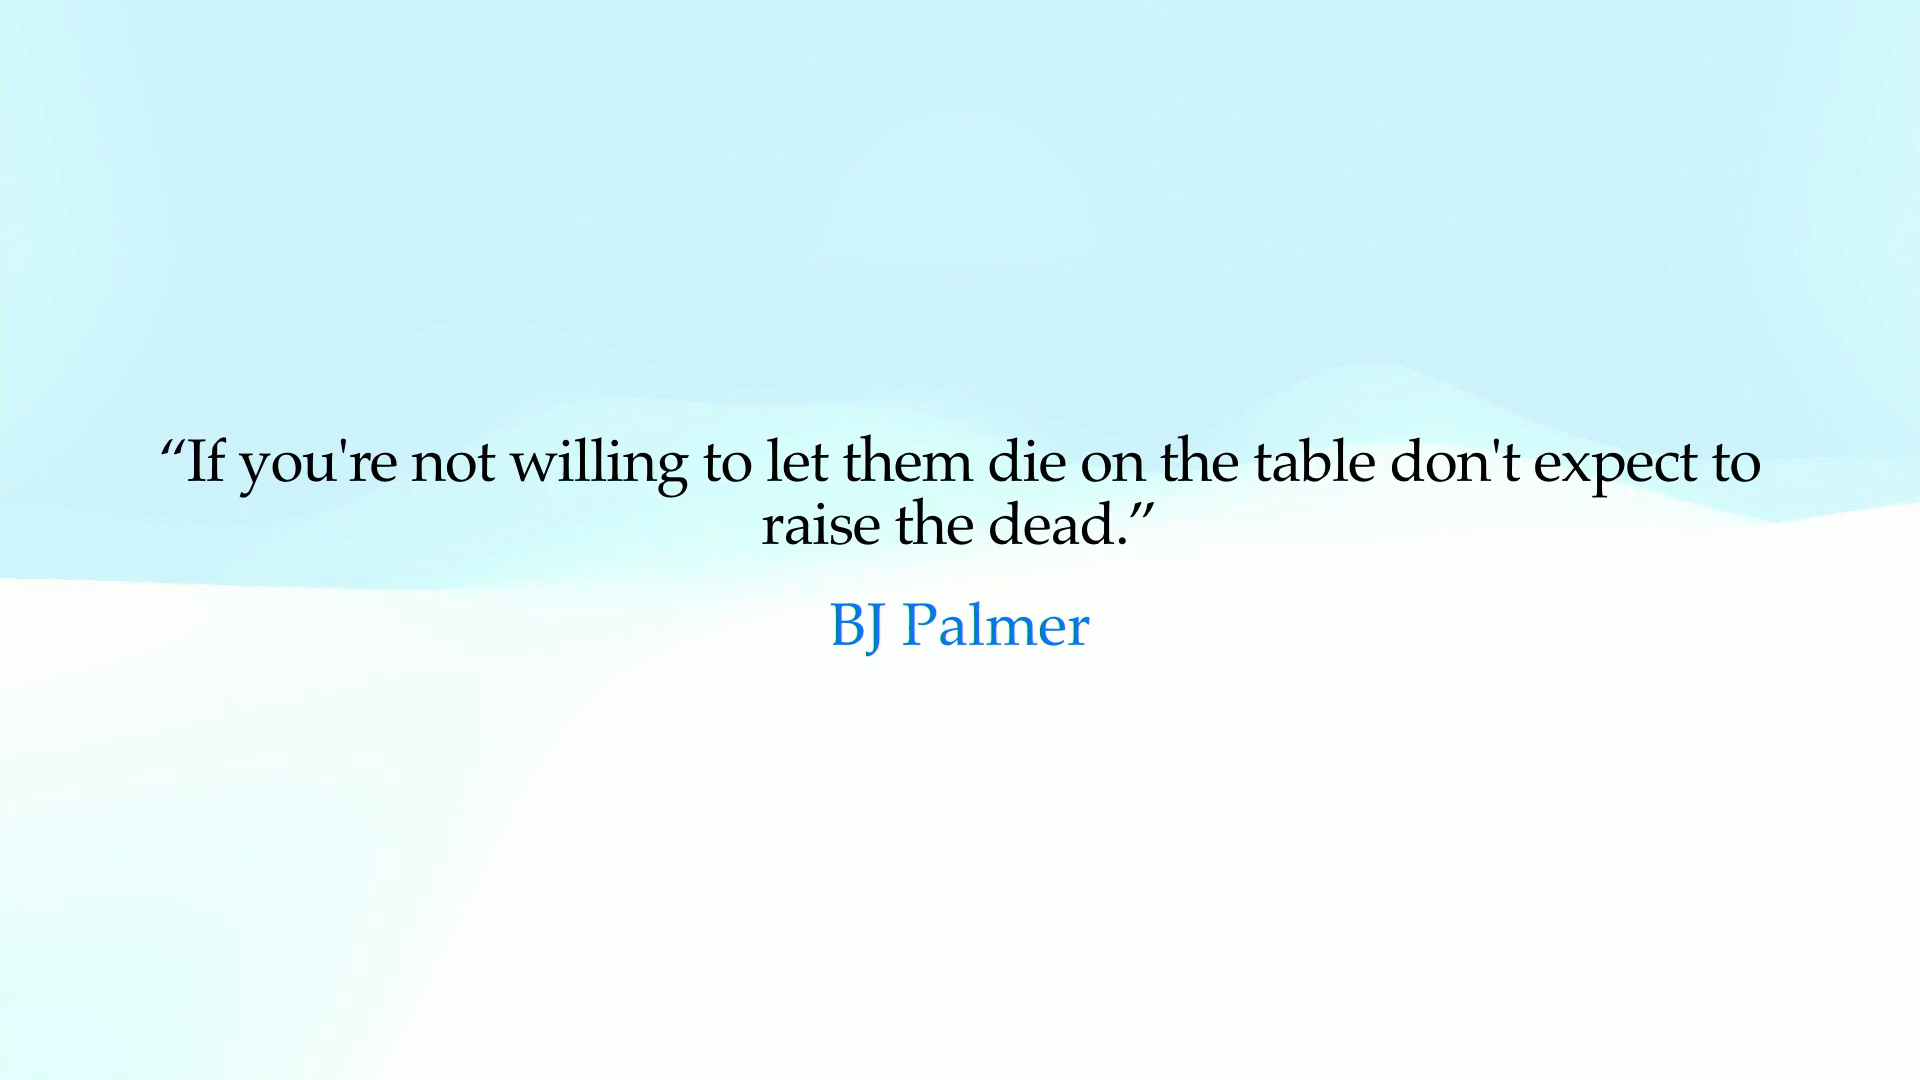 “If you're not willing to let them die on the table don't expect to
raise the dead.”
BJ Palmer